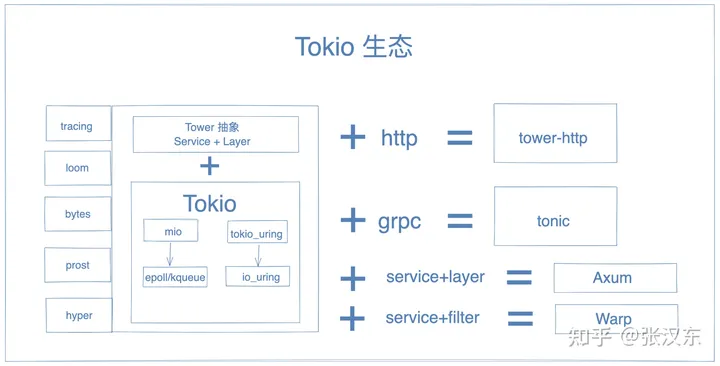 Tokio 生态
tracing
loom
bytes
prost
hyper
Tower 抽象
Service + Layer
+
Tokio
mio
tokio_uring
epoll/kqueue
io_uring
+ http = tower-http
+ grpc = tonic
+ service+layer = Axum
+ service+filter = Warp
知乎 @张汉东